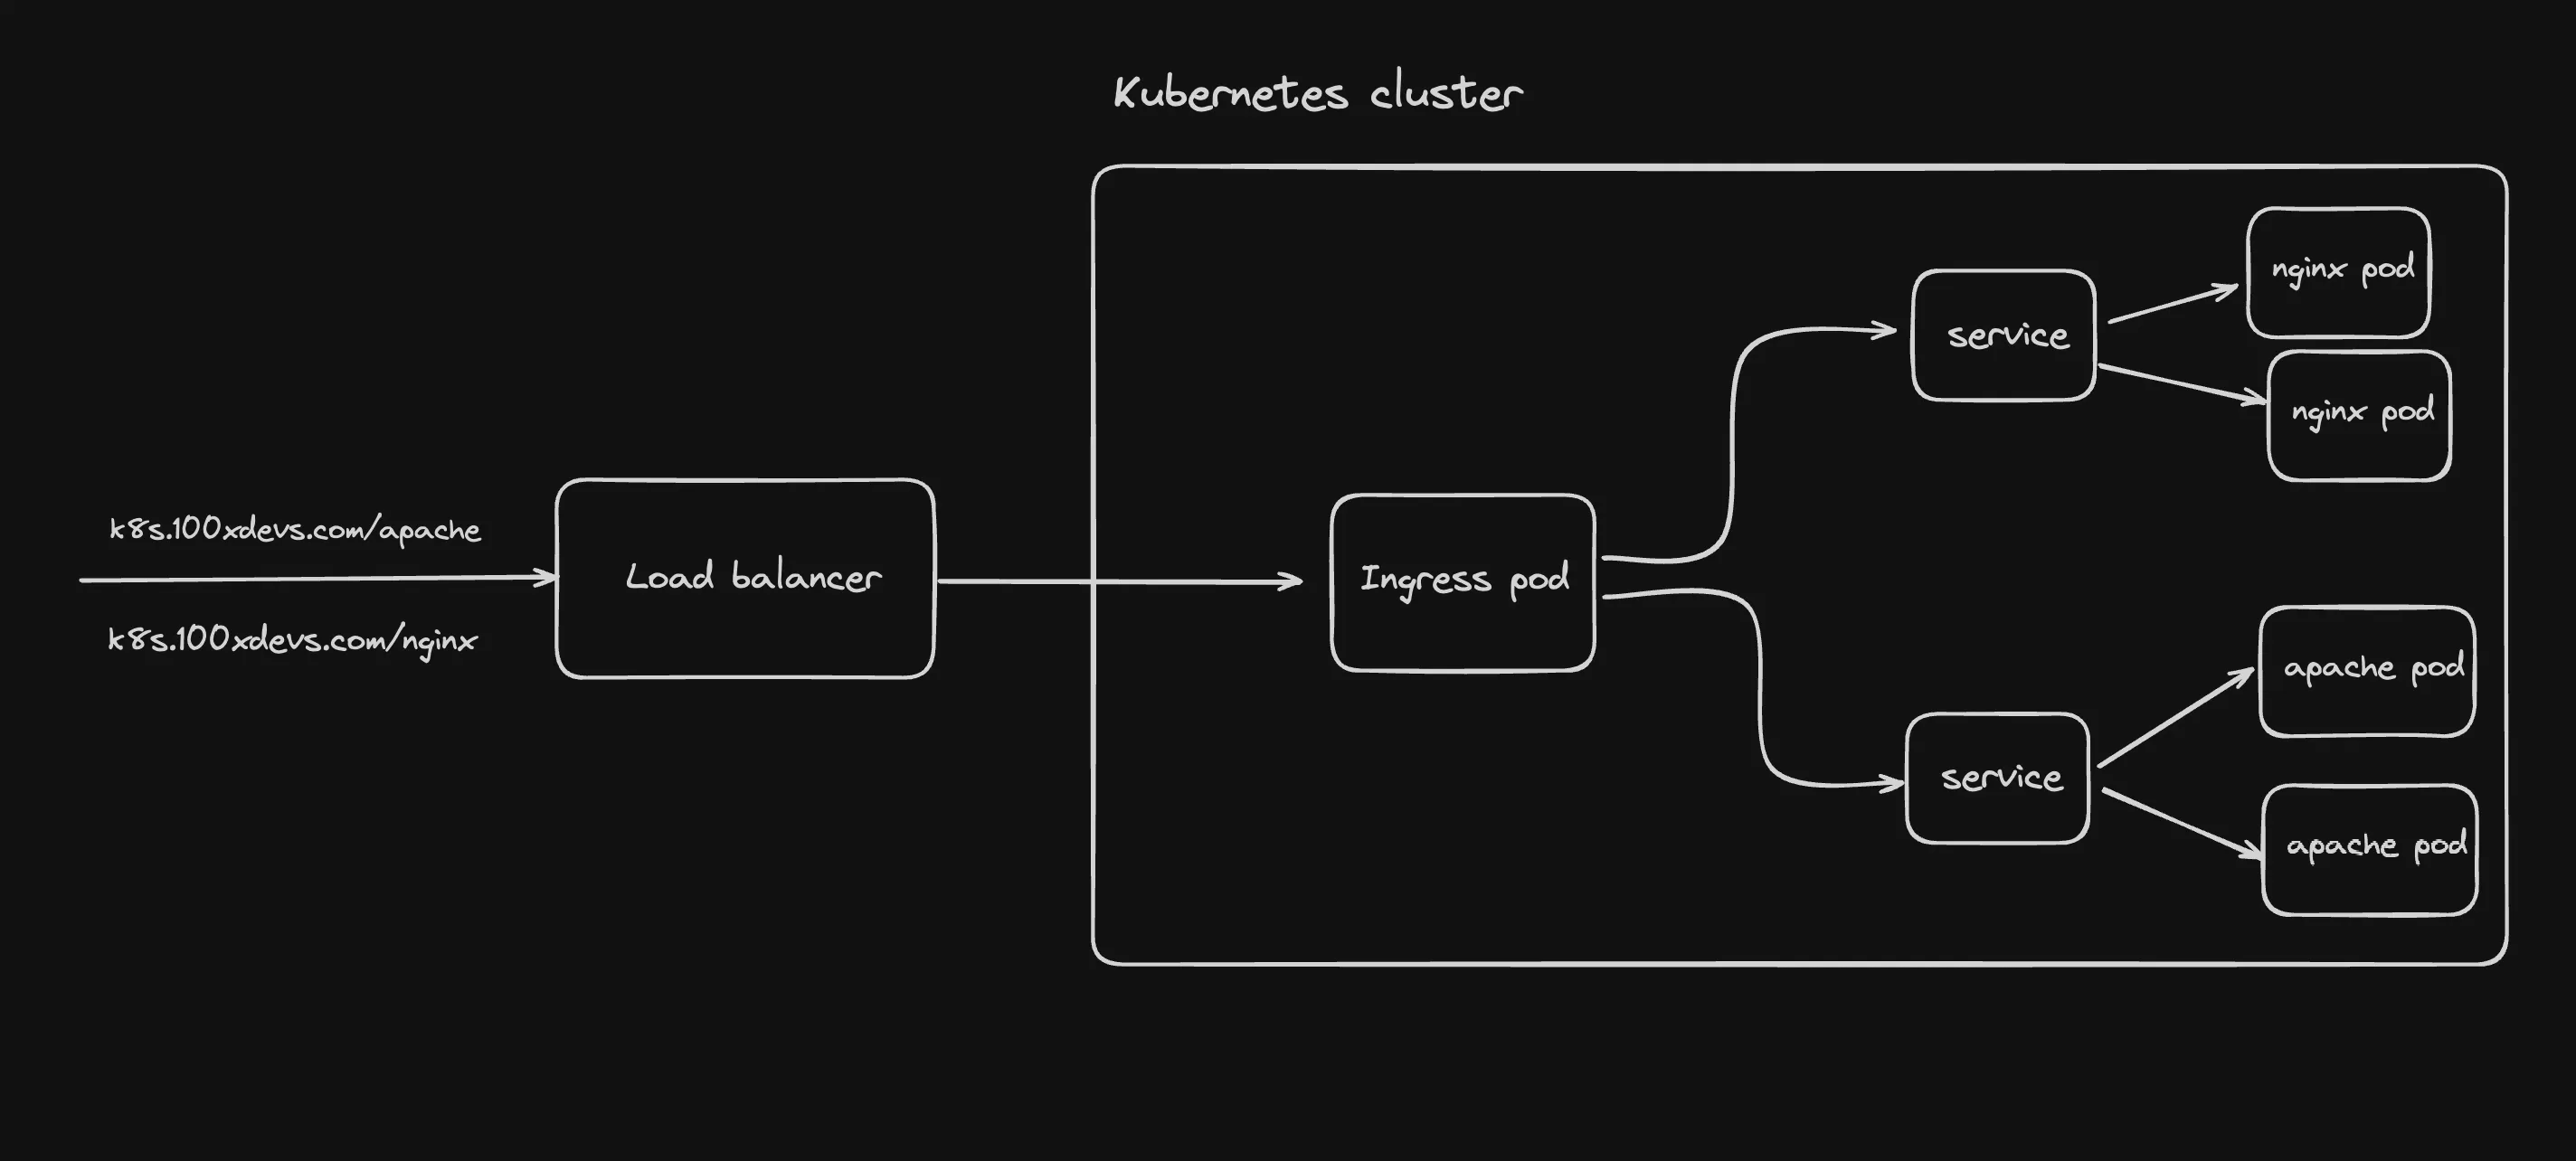 Kubernetes cluster
k8s.100xdevs.com/apache
k8s.100xdevs.com/nginx
Load balancer
Ingress pod
service
nginx pod
nginx pod
service
apache pod
apache pod